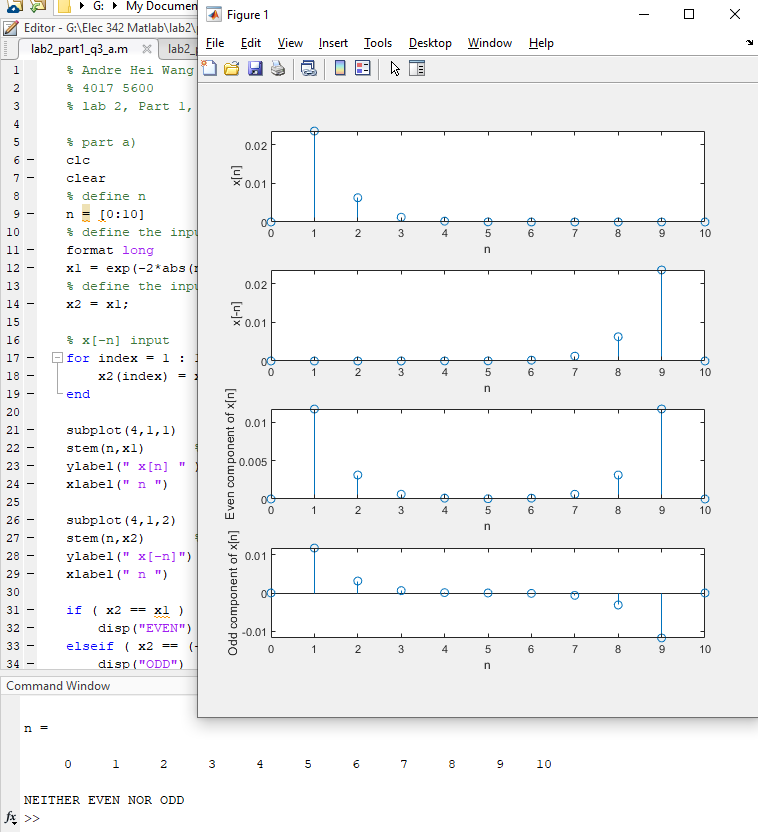 G: ▸ My Documen
Editor - G:\Elec 342 Matlab\lab2\
lab2_part1_q3_a.m × lab2_
1 % Andre Hei Wang
2 % 4017 5600
3 % lab 2, Part 1,
4
5 % part a)
6 – clc
7 – clear
8 % define n
9 – n = [0:10]
10 % define the inpu
11 – format long
12 – x1 = exp(-2*abs(n
13 % define the inpu
14 – x2 = x1;
15
16 % x[-n] input
17 – for index = 1 : 1
18 – x2(index) = x
19 – end
20
21 – subplot(4,1,1)
22 – stem(n,x1) %
23 – ylabel(" x[n] " )
24 – xlabel(" n ")
25
26 – subplot(4,1,2)
27 – stem(n,x2) %
28 – ylabel(" x[-n]")
29 – xlabel(" n ")
30
31 – if ( x2 == x1 )
32 – disp("EVEN")
33 – elseif ( x2 == (-
34 – disp("ODD")
Figure 1
File Edit View Insert Tools Desktop Window Help
x[n]
0.02
0.01
0
0 1 2 3 4 5 6 7 8 9 10
n
x[-n]
0.02
0.01
0
0 1 2 3 4 5 6 7 8 9 10
n
Even component of x[n]
0.01
0.005
0
0 1 2 3 4 5 6 7 8 9 10
n
Odd component of x[n]
0.01
0
-0.01
0 1 2 3 4 5 6 7 8 9 10
n
Command Window
n =
0 1 2 3 4 5 6 7 8 9 10
NEITHER EVEN NOR ODD
fx >>